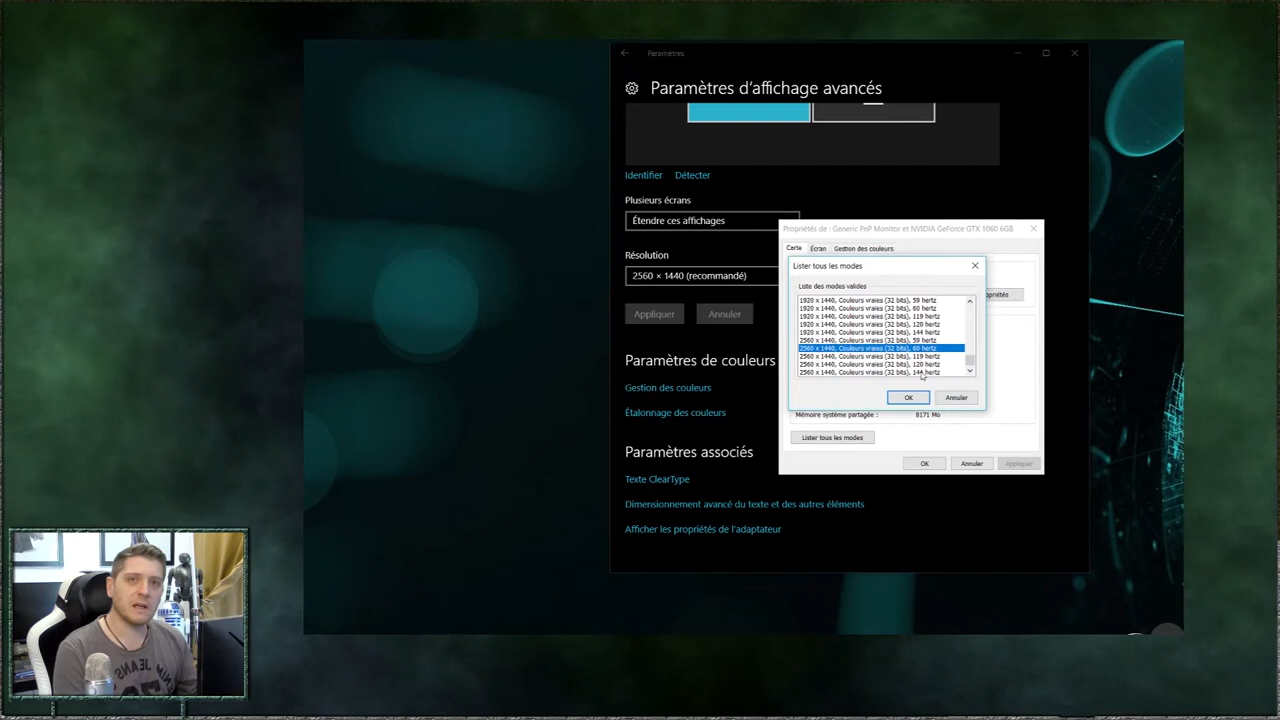 Paramètres
Paramètres d'affichage avancés
Identifier Détecter
Plusieurs écrans
Étendre ces affichages
Résolution
2560 × 1440 (recommandé)
Appliquer Annuler
Paramètres de couleurs
Gestion des couleurs
Étalonnage des couleurs
Paramètres associés
Texte ClearType
Dimensionnement avancé du texte et des autres éléments
Afficher les propriétés de l'adaptateur
Propriétés de : Generic PnP Monitor et NVIDIA GeForce GTX 1060 6GB
Carte Écran Gestion des couleurs
Lister tous les modes
Liste des modes valides
1920 x 1440, Couleurs vraies (32 bits), 59 hertz
1920 x 1440, Couleurs vraies (32 bits), 60 hertz
1920 x 1440, Couleurs vraies (32 bits), 119 hertz
1920 x 1440, Couleurs vraies (32 bits), 120 hertz
1920 x 1440, Couleurs vraies (32 bits), 144 hertz
2560 x 1440, Couleurs vraies (32 bits), 59 hertz
2560 x 1440, Couleurs vraies (32 bits), 60 hertz
2560 x 1440, Couleurs vraies (32 bits), 119 hertz
2560 x 1440, Couleurs vraies (32 bits), 120 hertz
2560 x 1440, Couleurs vraies (32 bits), 144 hertz
OK Annuler
opriétés
Mémoire système partagée : 8171 Mo
Lister tous les modes
OK Annuler Appliquer
JEANS